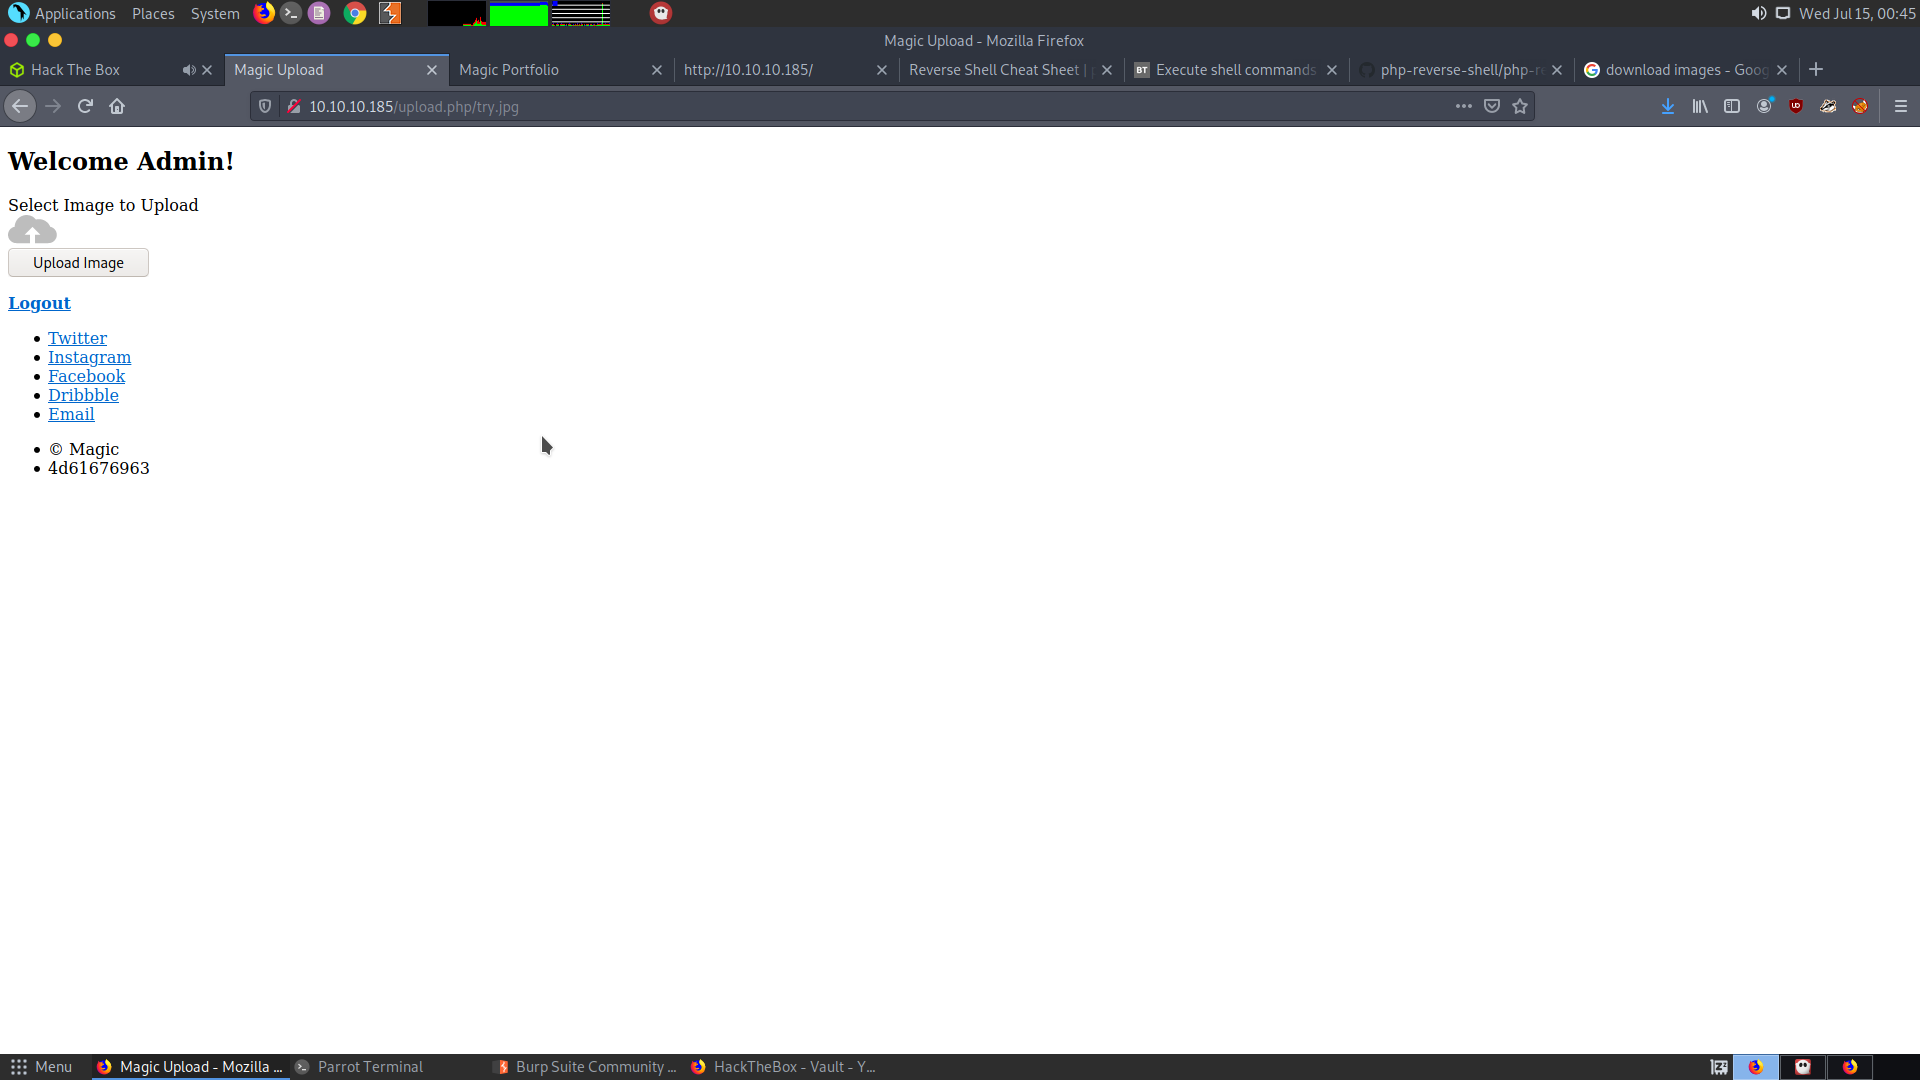 Applications Places System Wed Jul 15, 00:45
Magic Upload - Mozilla Firefox
Hack The Box Magic Upload Magic Portfolio http://10.10.10.185/ Reverse Shell Cheat Sheet | BT Execute shell commands php-reverse-shell/php-r download images - Goog
10.10.10.185/upload.php/try.jpg
Welcome Admin!
Select Image to Upload
Upload Image
Logout
Twitter
Instagram
Facebook
Dribbble
Email
© Magic
4d61676963
Menu Magic Upload - Mozilla ... Parrot Terminal Burp Suite Community ... HackTheBox - Vault - Y...